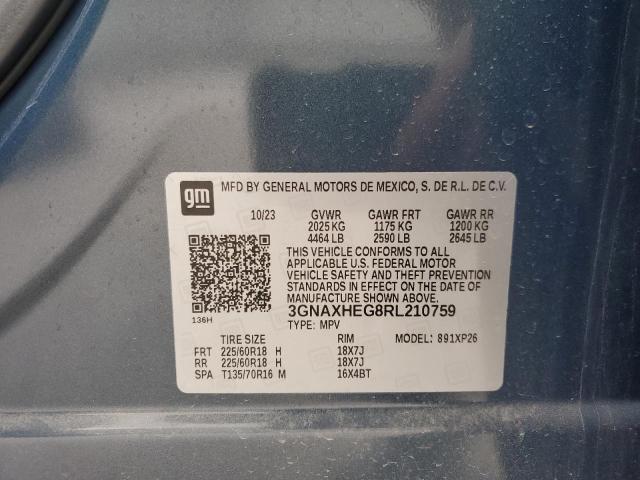 gm
MFD BY GENERAL MOTORS DE MEXICO, S. DE R.L. DE C.V.
10/23 GVWR GAWR FRT GAWR RR
2025 KG 1175 KG 1200 KG
4464 LB 2590 LB 2645 LB
THIS VEHICLE CONFORMS TO ALL
APPLICABLE U.S. FEDERAL MOTOR
VEHICLE SAFETY AND THEFT PREVENTION
STANDARDS IN EFFECT ON THE DATE OF
MANUFACTURE SHOWN ABOVE.
3GNAXHEG8RL210759
136H
TYPE: MPV
TIRE SIZE RIM MODEL: 891XP26
FRT 225/60R18 H 18X7J
RR 225/60R18 H 18X7J
SPA T135/70R16 M 16X4BT